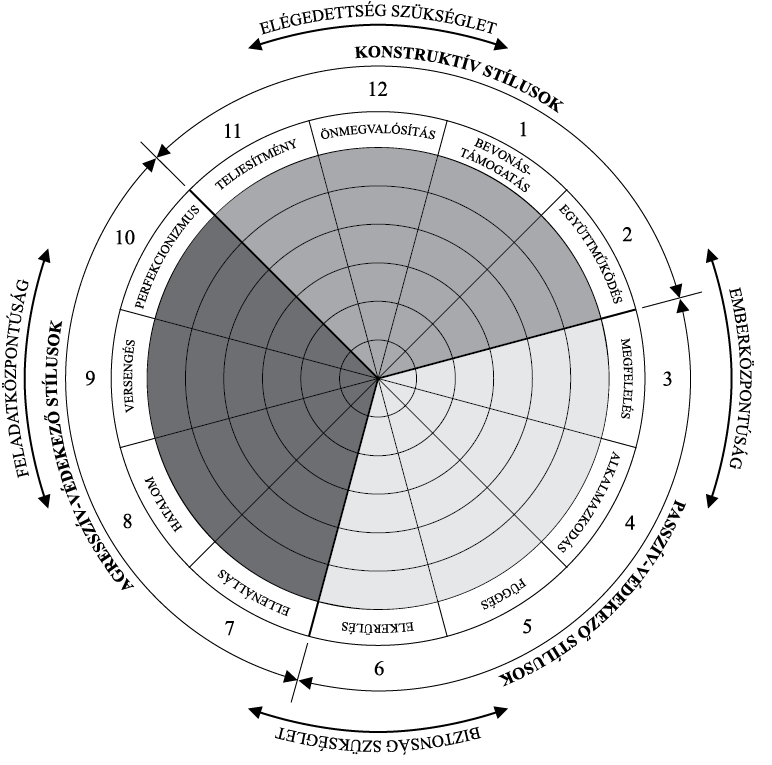 ELÉGEDETTSÉG SZÜKSÉGLET
KONSTRUKTÍV STÍLUSOK
12
11
1
ÖNMEGVALÓSÍTÁS
TELJESÍTMÉNY
BEVONÁS-
TÁMOGATÁS
10
2
PERFEKCIONIZMUS
EGYÜTTMŰKÖDÉS
FELADATKÖZPONTÚSÁG
AGRESSZÍV-VÉDEKEZŐ STÍLUSOK
9
VERSENGÉS
MEGFELELÉS
3
EMBERKÖZPONTÚSÁG
8
HATALOM
ALKALMAZKODÁS
4
PASSZÍV-VÉDEKEZŐ STÍLUSOK
ELLENÁLLÁS
FÜGGÉS
7
ELKERÜLÉS
5
6
BIZTONSÁG SZÜKSÉGLET